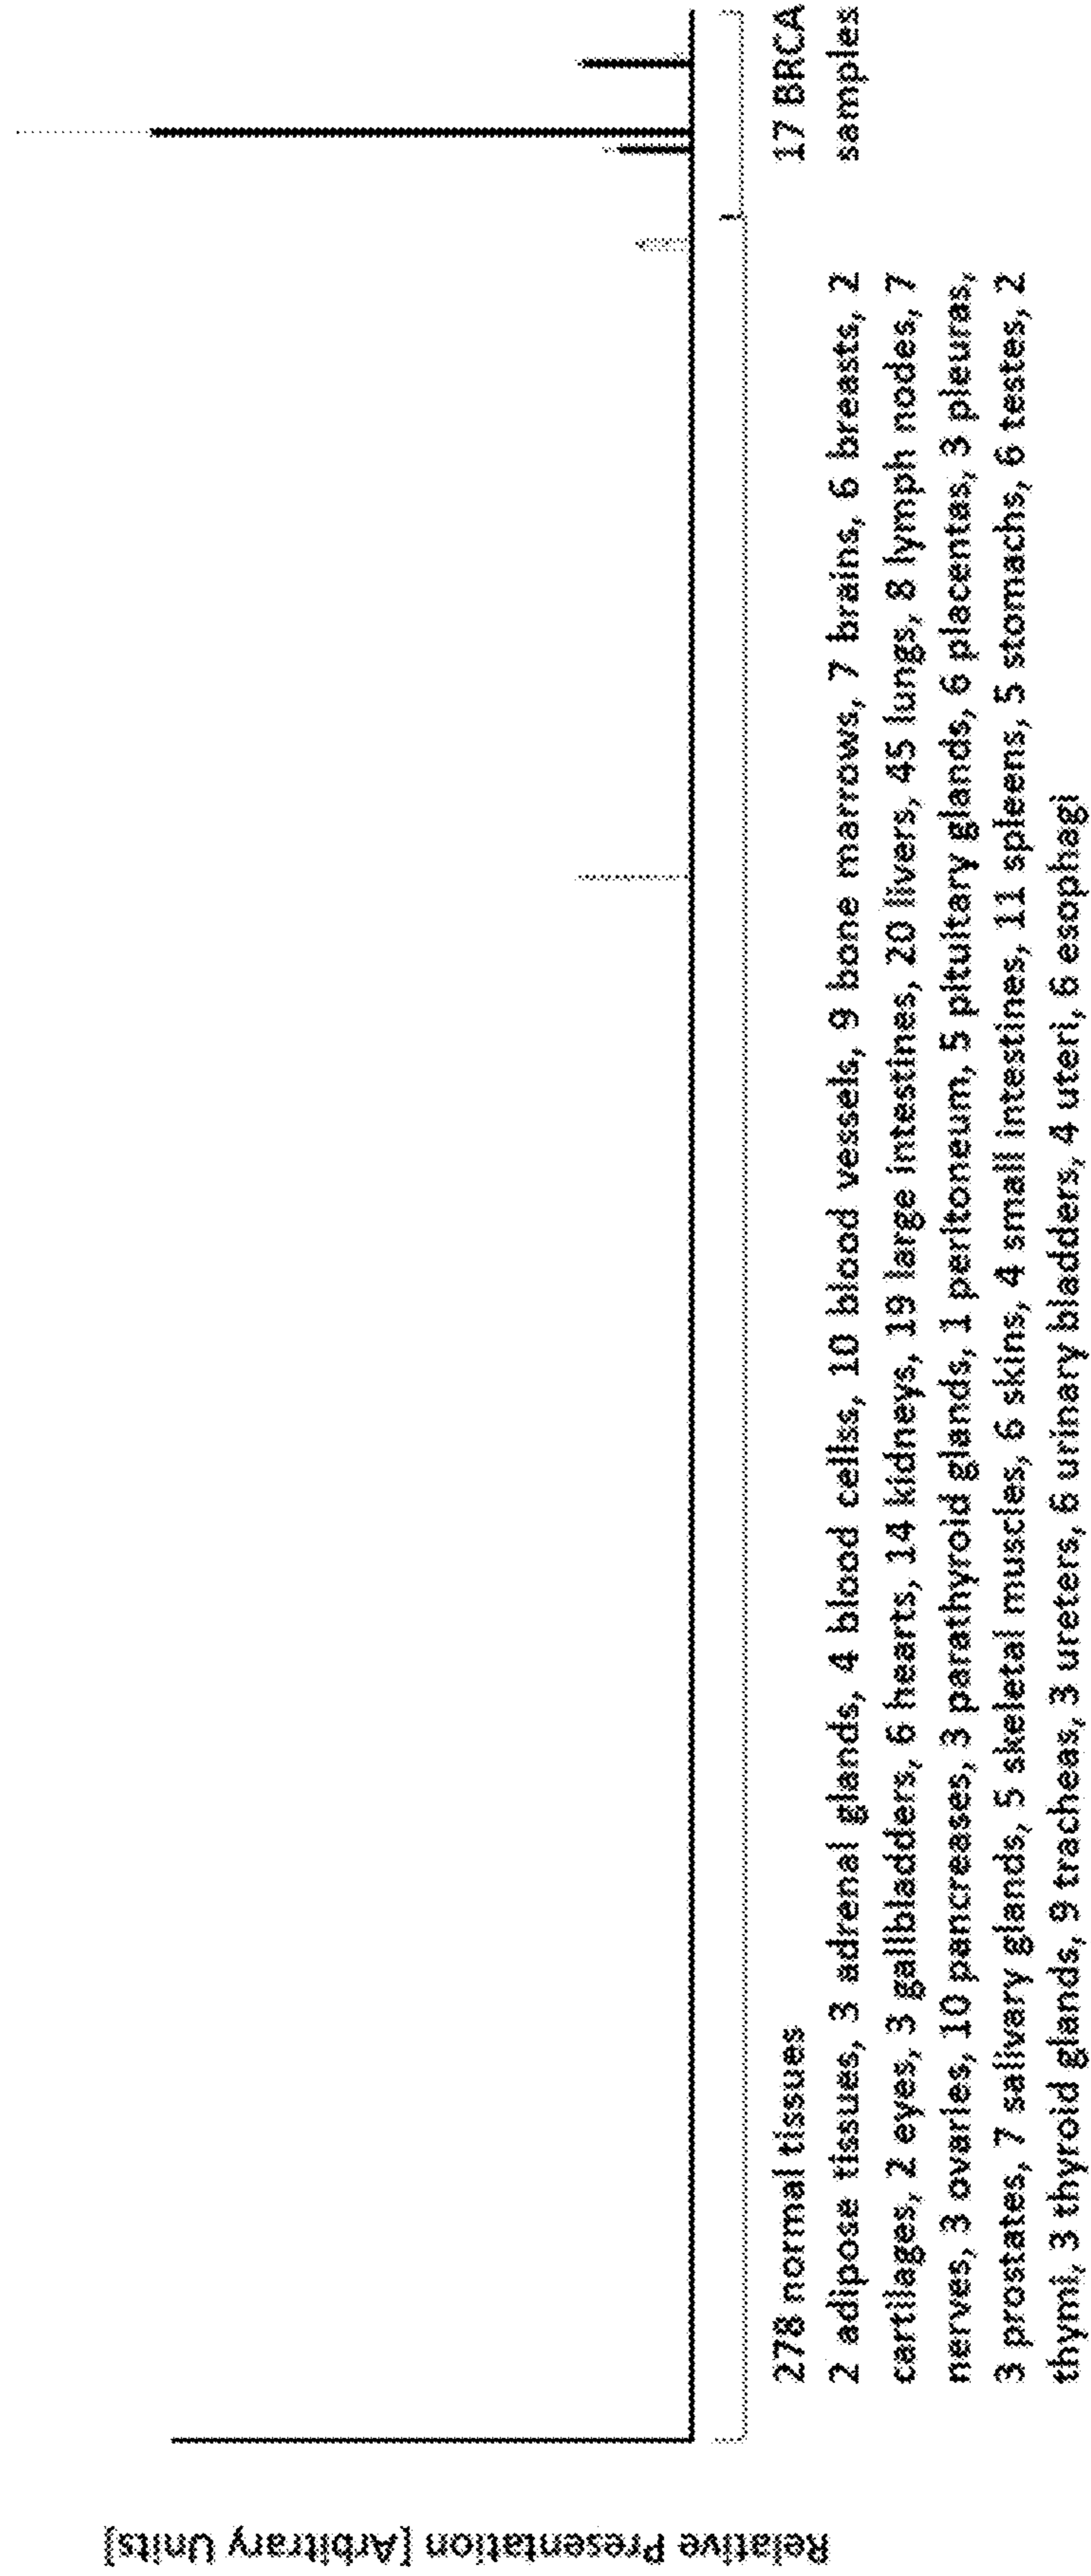 Relative Presentation [Arbitrary Units]
278 normal tissues
2 adipose tissues, 3 adrenal glands, 4 blood cellss, 10 blood vessels, 9 bone marrows, 7 brains, 6 breasts, 2
cartilages, 2 eyes, 3 gallbladders, 6 hearts, 14 kidneys, 19 large intestines, 20 livers, 45 lungs, 8 lymph nodes, 7
nerves, 3 ovaries, 10 pancreases, 3 parathyroid glands, 1 peritoneum, 5 pituitary glands, 6 placentas, 3 pleuras,
3 prostates, 7 salivary glands, 5 skeletal muscles, 6 skins, 4 small intestines, 11 spleens, 5 stomachs, 6 testes, 2
thymi, 3 thyroid glands, 9 tracheas, 3 ureters, 6 urinary bladders, 4 uteri, 6 esophagi
17 BRCA
samples